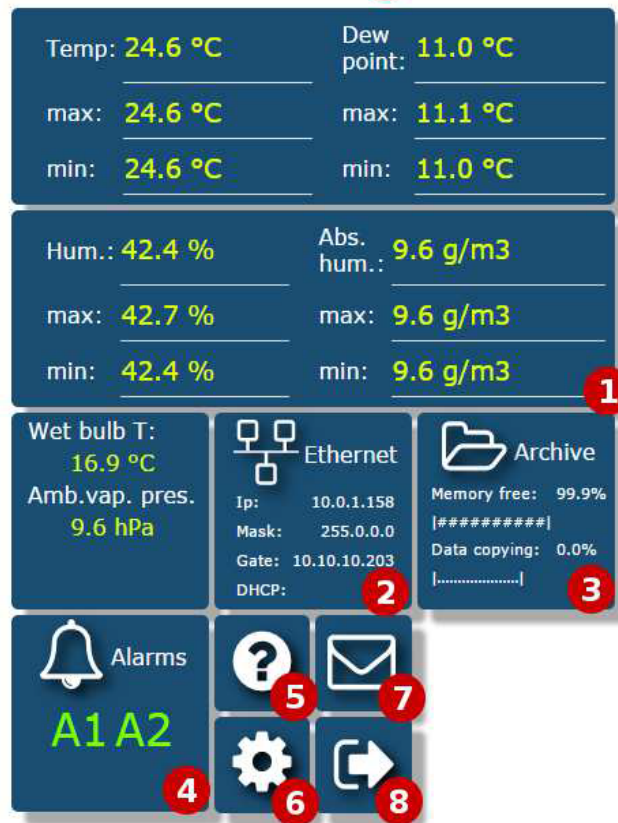 Temp: 24.6 °C
Dew point: 11.0 °C
max: 24.6 °C
max: 11.1 °C
min: 24.6 °C
min: 11.0 °C
Hum.: 42.4 %
Abs. hum.: 9.6 g/m3
max: 42.7 %
max: 9.6 g/m3
min: 42.4 %
min: 9.6 g/m3
1
Wet bulb T:
16.9 °C
Amb.vap. pres.
9.6 hPa
Ethernet
Ip: 10.0.1.158
Mask: 255.0.0.0
Gate: 10.10.10.203
DHCP:
2
Archive
Memory free: 99.9%
|##########|
Data copying: 0.0%
|....................|
3
Alarms
A1 A2
4
?
5
7
6
8